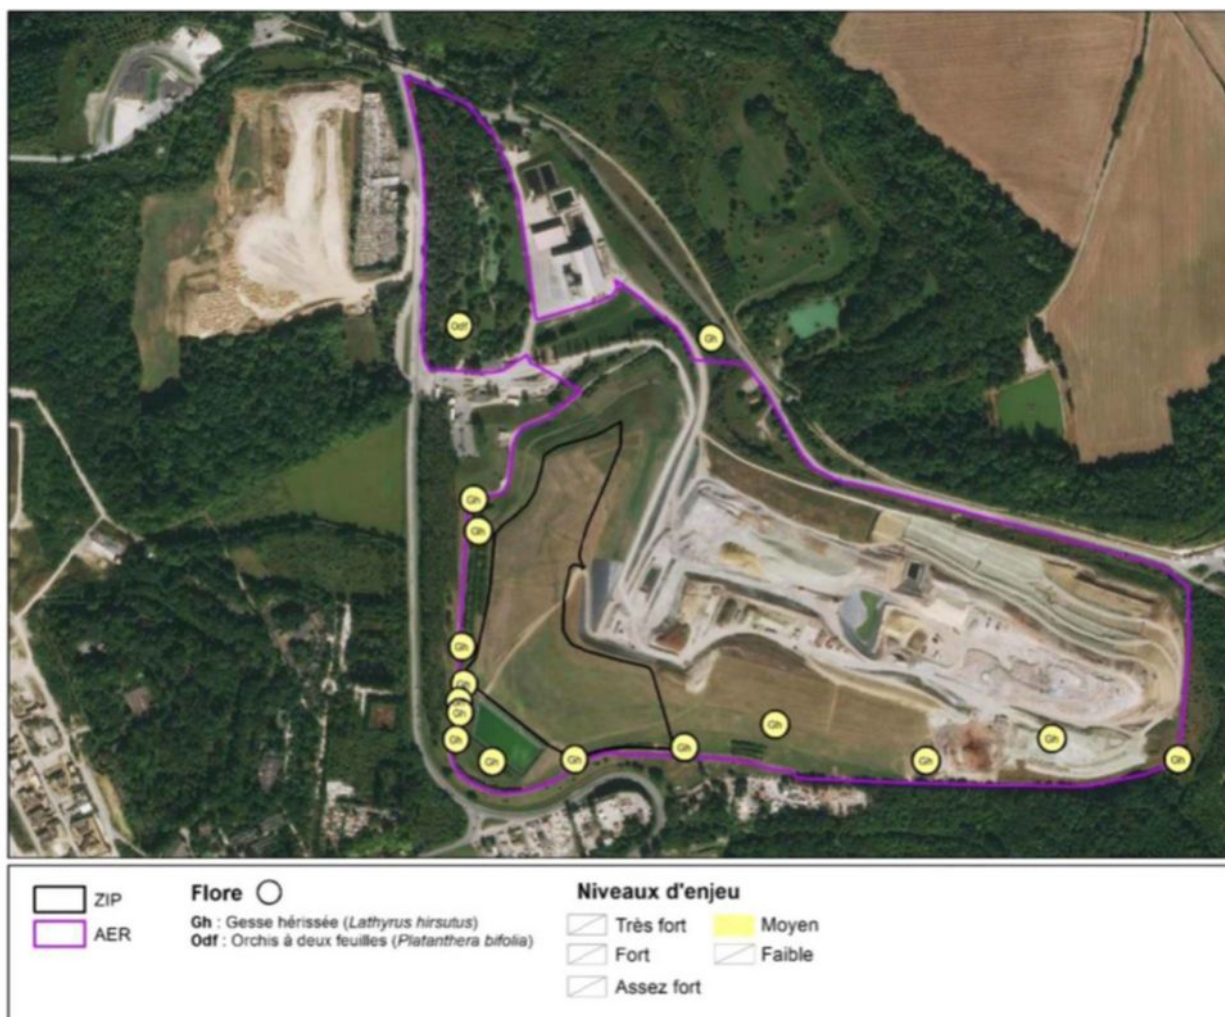 Odf
Gh
Gh
Gh
Gh
Gh
Gh
Gh
Gh
Gh
Gh
Gh
Gh
Gh
Gh
ZIP
AER
Flore
Gh : Gesse hérissée (Lathyrus hirsutus)
Odf : Orchis à deux feuilles (Platanthera bifolia)
Niveaux d'enjeu
Très fort
Fort
Assez fort
Moyen
Faible